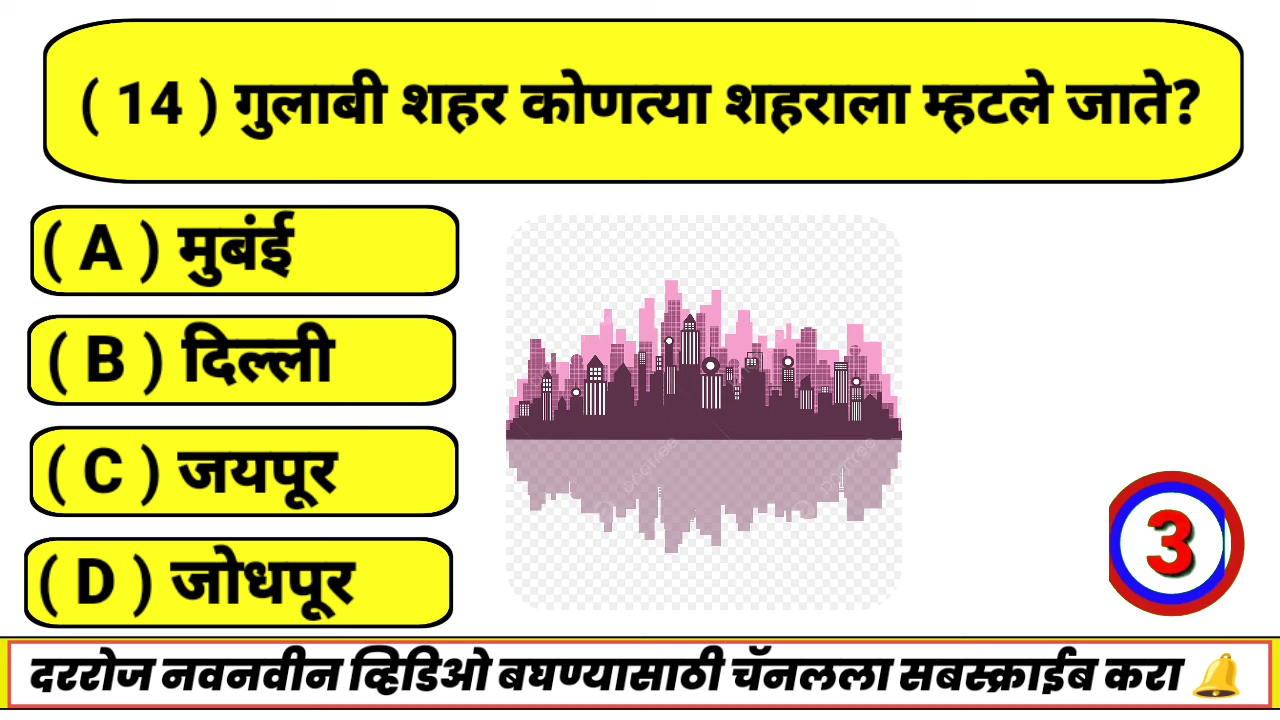 ( 14 ) गुलाबी शहर कोणत्या शहराला म्हटले जाते?
( A ) मुबंई
( B ) दिल्ली
( C ) जयपूर
( D ) जोधपूर
3
दररोज नवनवीन व्हिडिओ बघण्यासाठी चॅनलला सबस्क्राईब करा